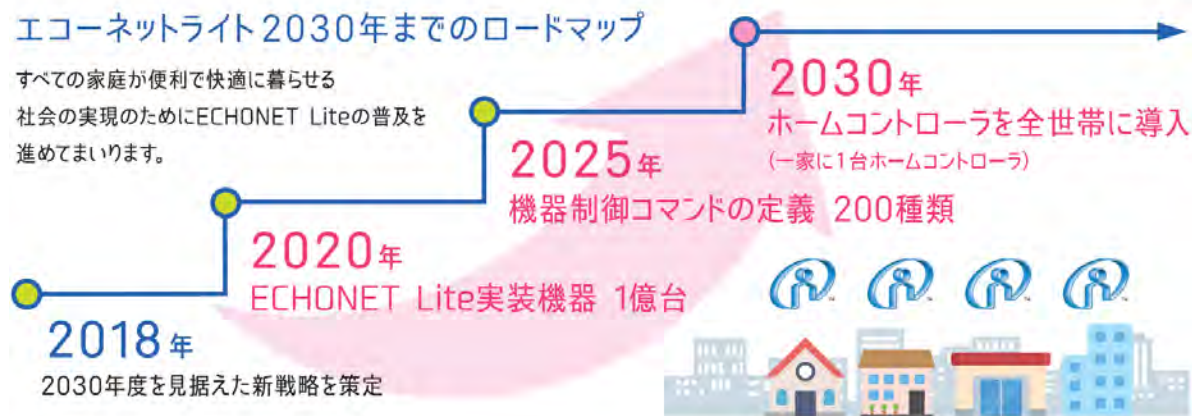 エコーネットライト2030年までのロードマップ
すべての家庭が便利で快適に暮らせる
社会の実現のためにECHONET Liteの普及を
進めてまいります。
2030年
ホームコントローラを全世帯に導入
(一家に1台ホームコントローラ)
2025年
機器制御コマンドの定義 200種類
2020年
ECHONET Lite実装機器 1億台
2018年
2030年度を見据えた新戦略を策定